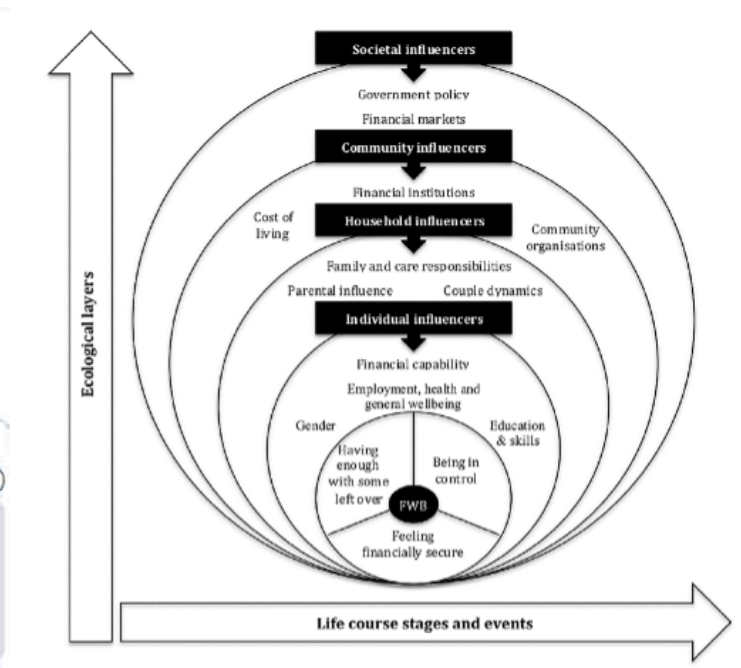 Societal influencers
Government policy
Financial markets
Community influencers
Financial institutions
Cost of
living
Household influencers
Community
organisations
Family and care responsibilities
Parental influence
Couple dynamics
Individual influencers
Financial capability
Employment, health and
general wellbeing
Gender
Education
& skills
Having
enough
with some
left over
Being in
control
FWB
Feeling
financially secure
Ecological layers
Life course stages and events